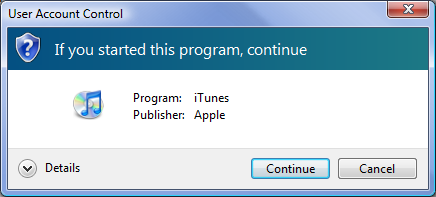 User Account Control
If you started this program, continue
Program: iTunes
Publisher: Apple
Details Continue Cancel